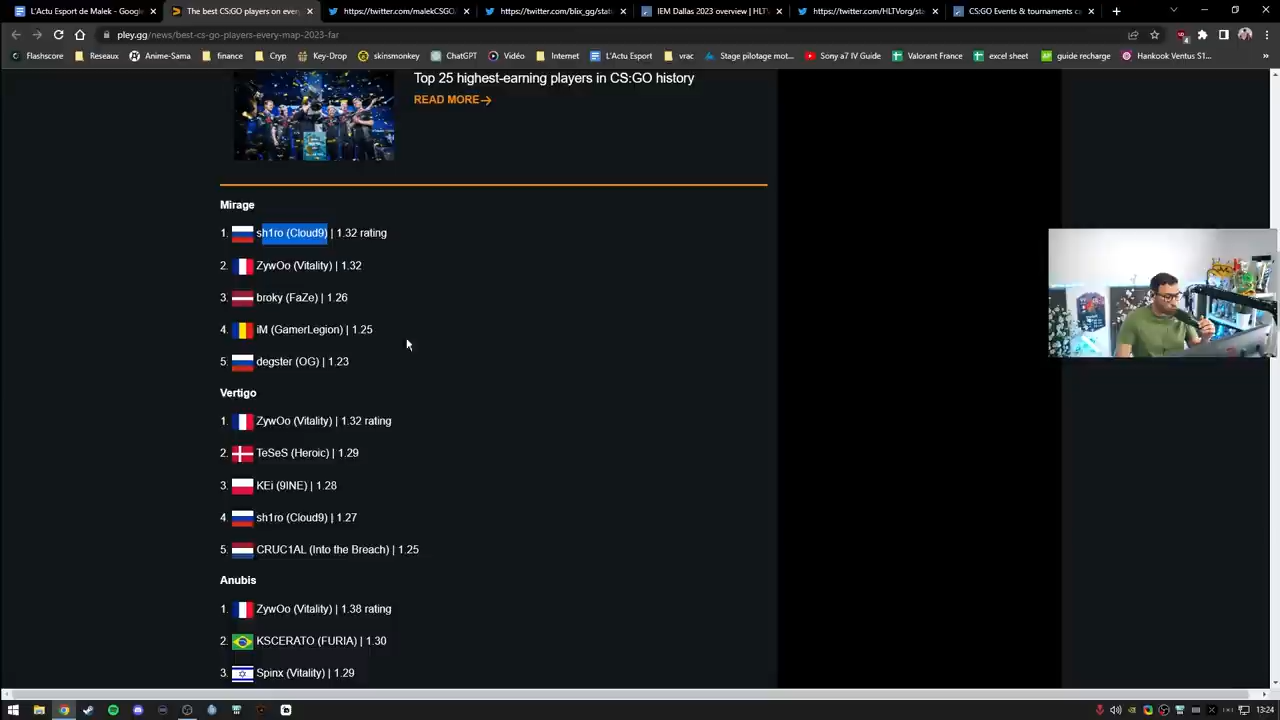 L'Actu Esport de Malek - Google
The best CS:GO players on ever
https://twitter.com/malekCSGO
https://twitter.com/blix_gg/stat
IEM Dallas 2023 overview | HLT
https://twitter.com/HLTVorg/sta
CS:GO Events & tournaments c
pley.gg/news/best-cs-go-players-every-map-2023-far
Flashscore
Reseaux
Anime-Sama
finance
Cryp
Key-Drop
skinsmonkey
ChatGPT
Vidéo
Internet
L'Actu Esport
vrac
Stage pilotage mot...
Sony a7 IV Guide
Valorant France
excel sheet
guide recharge
Hankook Ventus S1...
Top 25 highest-earning players in CS:GO history
READ MORE
Mirage
1. sh1ro (Cloud9) | 1.32 rating
2. ZywOo (Vitality) | 1.32
3. broky (FaZe) | 1.26
4. iM (GamerLegion) | 1.25
5. degster (OG) | 1.23
Vertigo
1. ZywOo (Vitality) | 1.32 rating
2. TeSeS (Heroic) | 1.29
3. KEi (9INE) | 1.28
4. sh1ro (Cloud9) | 1.27
5. CRUC1AL (Into the Breach) | 1.25
Anubis
1. ZywOo (Vitality) | 1.38 rating
2. KSCERATO (FURIA) | 1.30
3. Spinx (Vitality) | 1.29
13:24